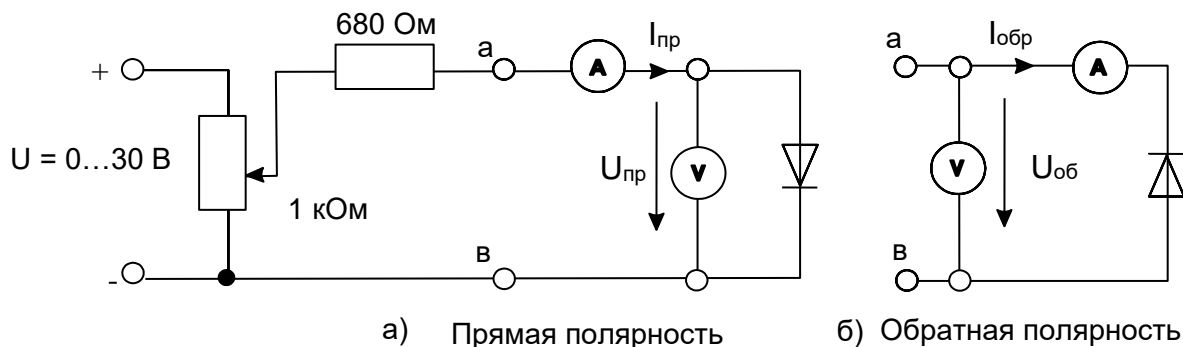 680 Ом
а
Iпр
A
+
U = 0...30 В
1 кОм
Uпр
V
-
в
а) Прямая полярность
а
Iобр
A
V
Uоб
в
б) Обратная полярность